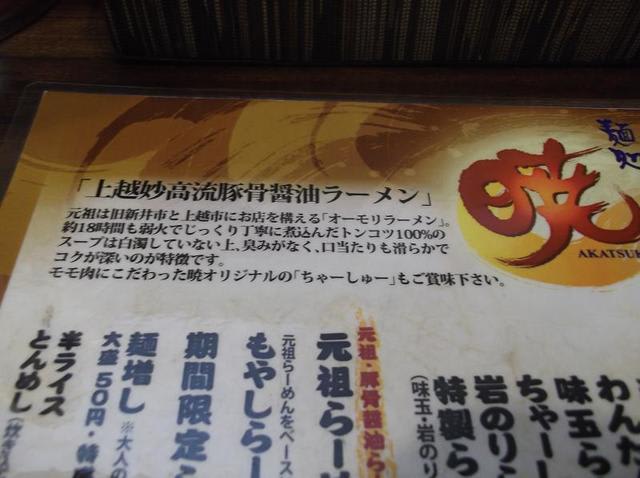 麺処
暁
AKATSUK
「上越妙高流豚骨醤油ラーメン」
元祖は旧新井市と上越市にお店を構える「オーモリラーメン」。
約18時間も弱火でじっくり丁寧に煮込んだトンコツ100%の
スープは白濁していない上、臭みがなく、口当たりも滑らかで
コクが深いのが特徴です。
モモ肉にこだわった暁オリジナルの「ちゃーしゅー」もご賞味下さい。
わんた
味玉ら
ちゃー
岩のり
特製ら
(味玉・岩のり
元祖・豚骨醤油ら
元祖らー
元祖らーめんをベース
もやしらー
期間限定ら
麺増し ※大人の
大盛50円・特
半ライス
とんめし